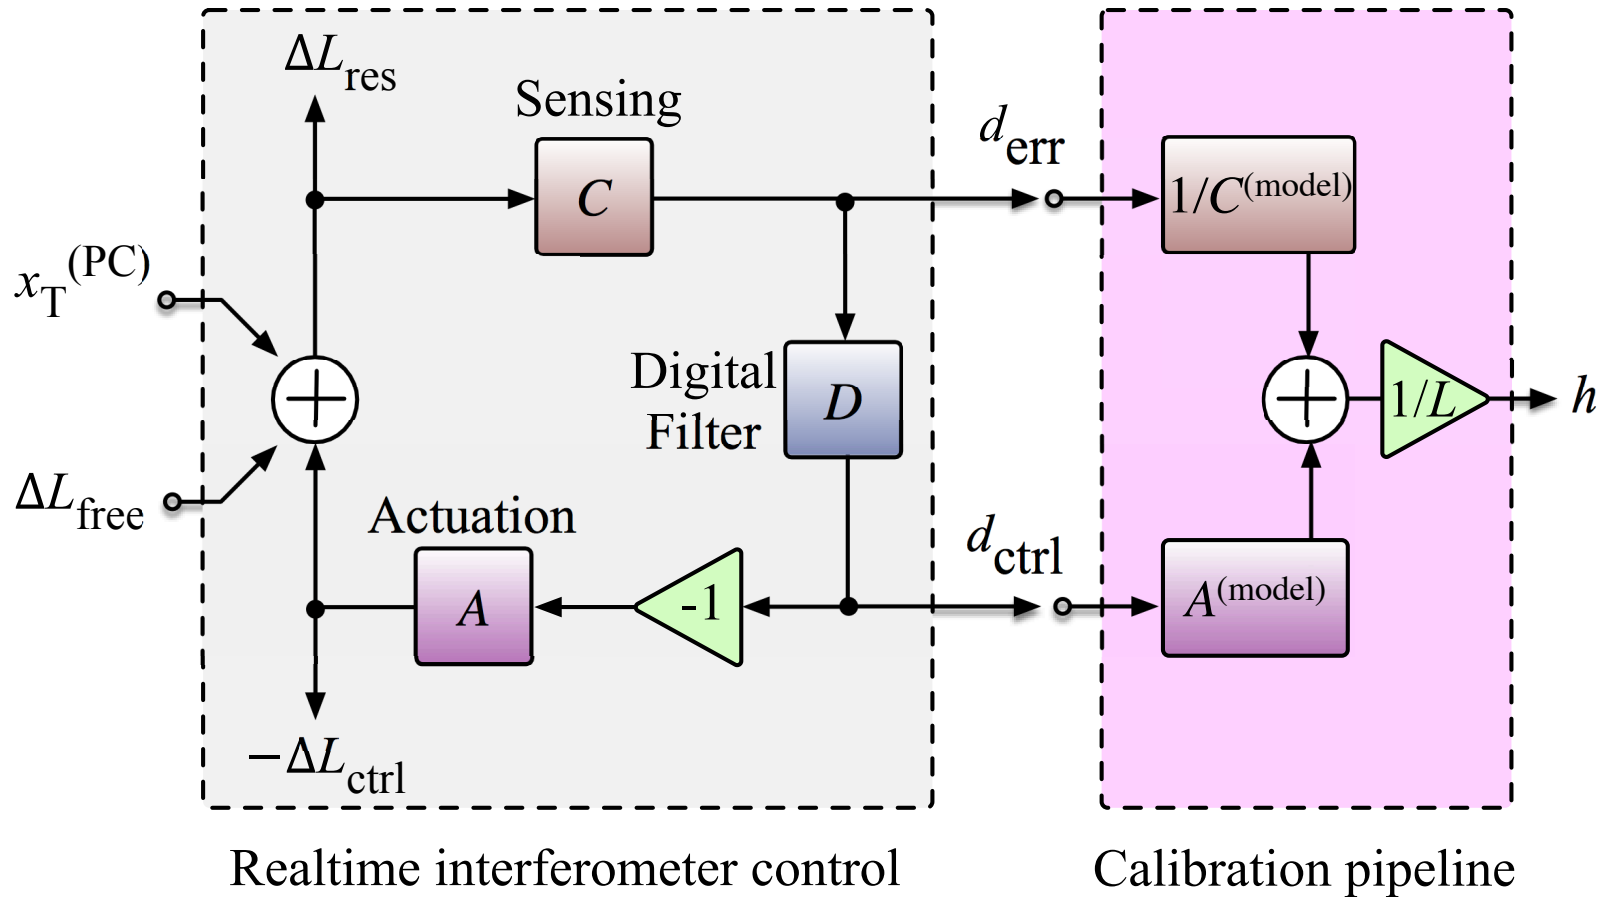 ΔL_res
Sensing
C
d_err
1/C^(model)
x_T^(PC)
Digital
Filter
D
1/L
h
ΔL_free
Actuation
A
-1
d_ctrl
A^(model)
−ΔL_ctrl
Realtime interferometer control
Calibration pipeline